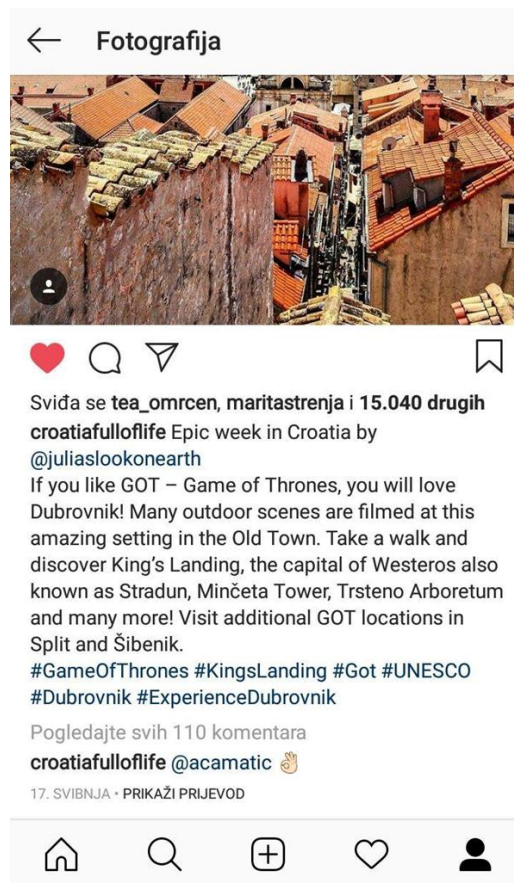 Fotografija
Sviđa se tea_omrcen, maritastrenja i 15.040 drugih
croatiafulloflife Epic week in Croatia by
@juliaslookonearth
If you like GOT – Game of Thrones, you will love
Dubrovnik! Many outdoor scenes are filmed at this
amazing setting in the Old Town. Take a walk and
discover King's Landing, the capital of Westeros also
known as Stradun, Minčeta Tower, Trsteno Arboretum
and many more! Visit additional GOT locations in
Split and Šibenik.
#GameOfThrones #KingsLanding #Got #UNESCO
#Dubrovnik #ExperienceDubrovnik
Pogledajte svih 110 komentara
croatiafulloflife @acamatic 👌🏻
17. SVIBNJA • PRIKAŽI PRIJEVOD